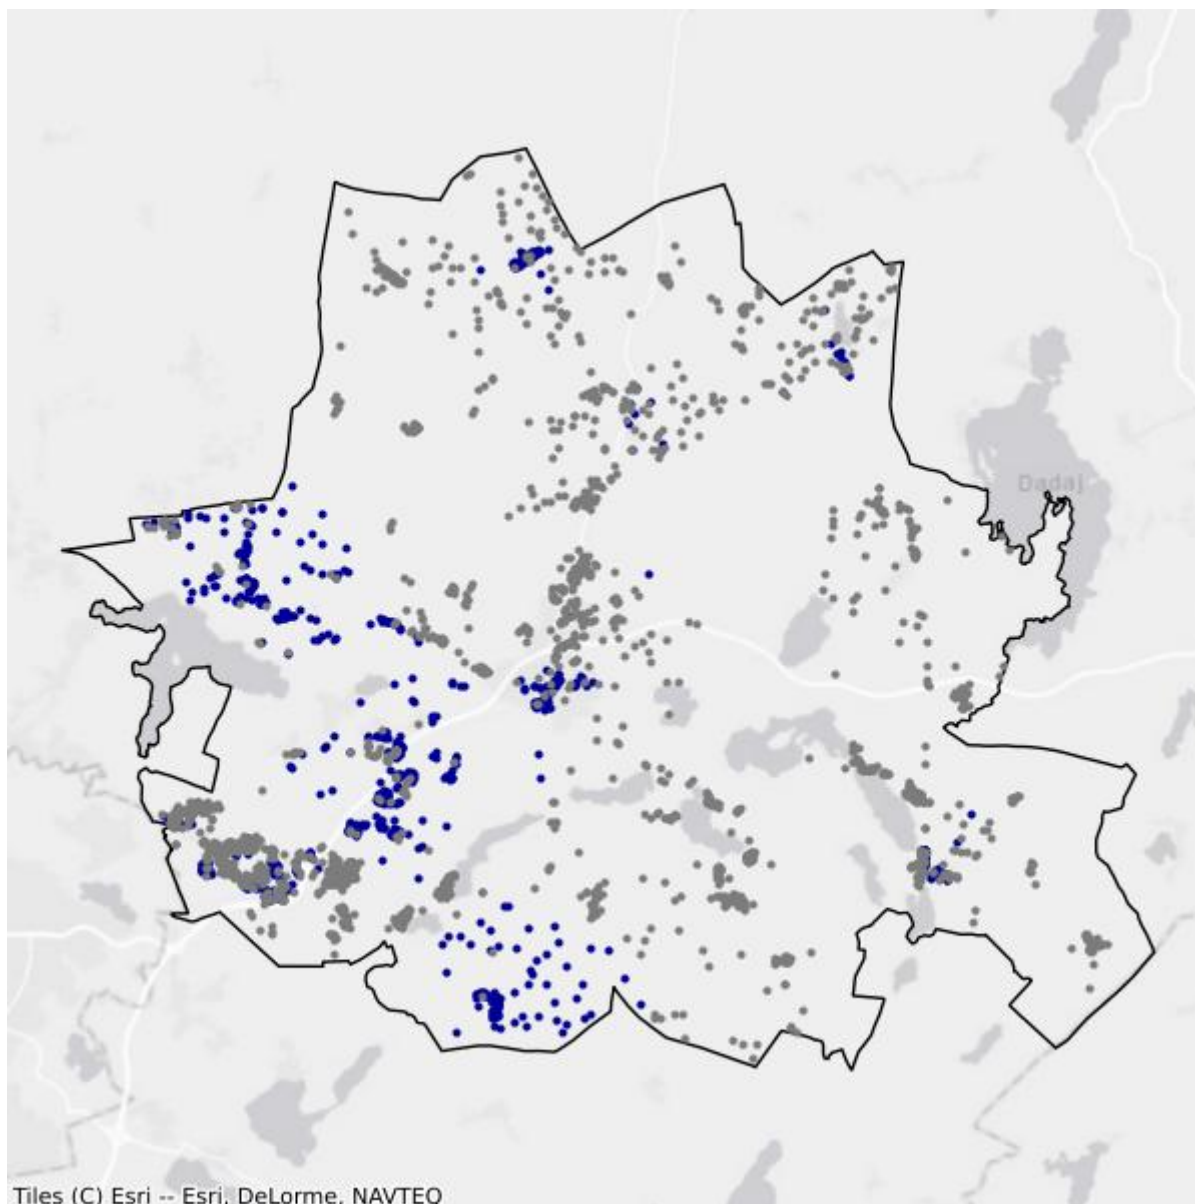 Dadaj
Tiles (C) Esri -- Esri, DeLorme, NAVTEQ